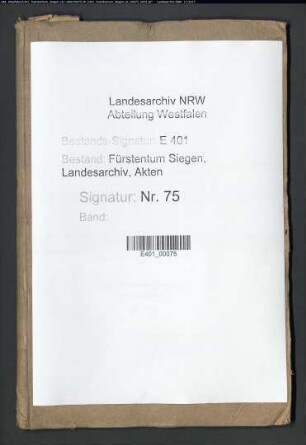 Landesarchiv NRW
Abteilung Westfalen
Bestands-Signatur: E 401
Bestand: Fürstentum Siegen,
Landesarchiv, Akten
Signatur: Nr. 75
Band:
E401_00075